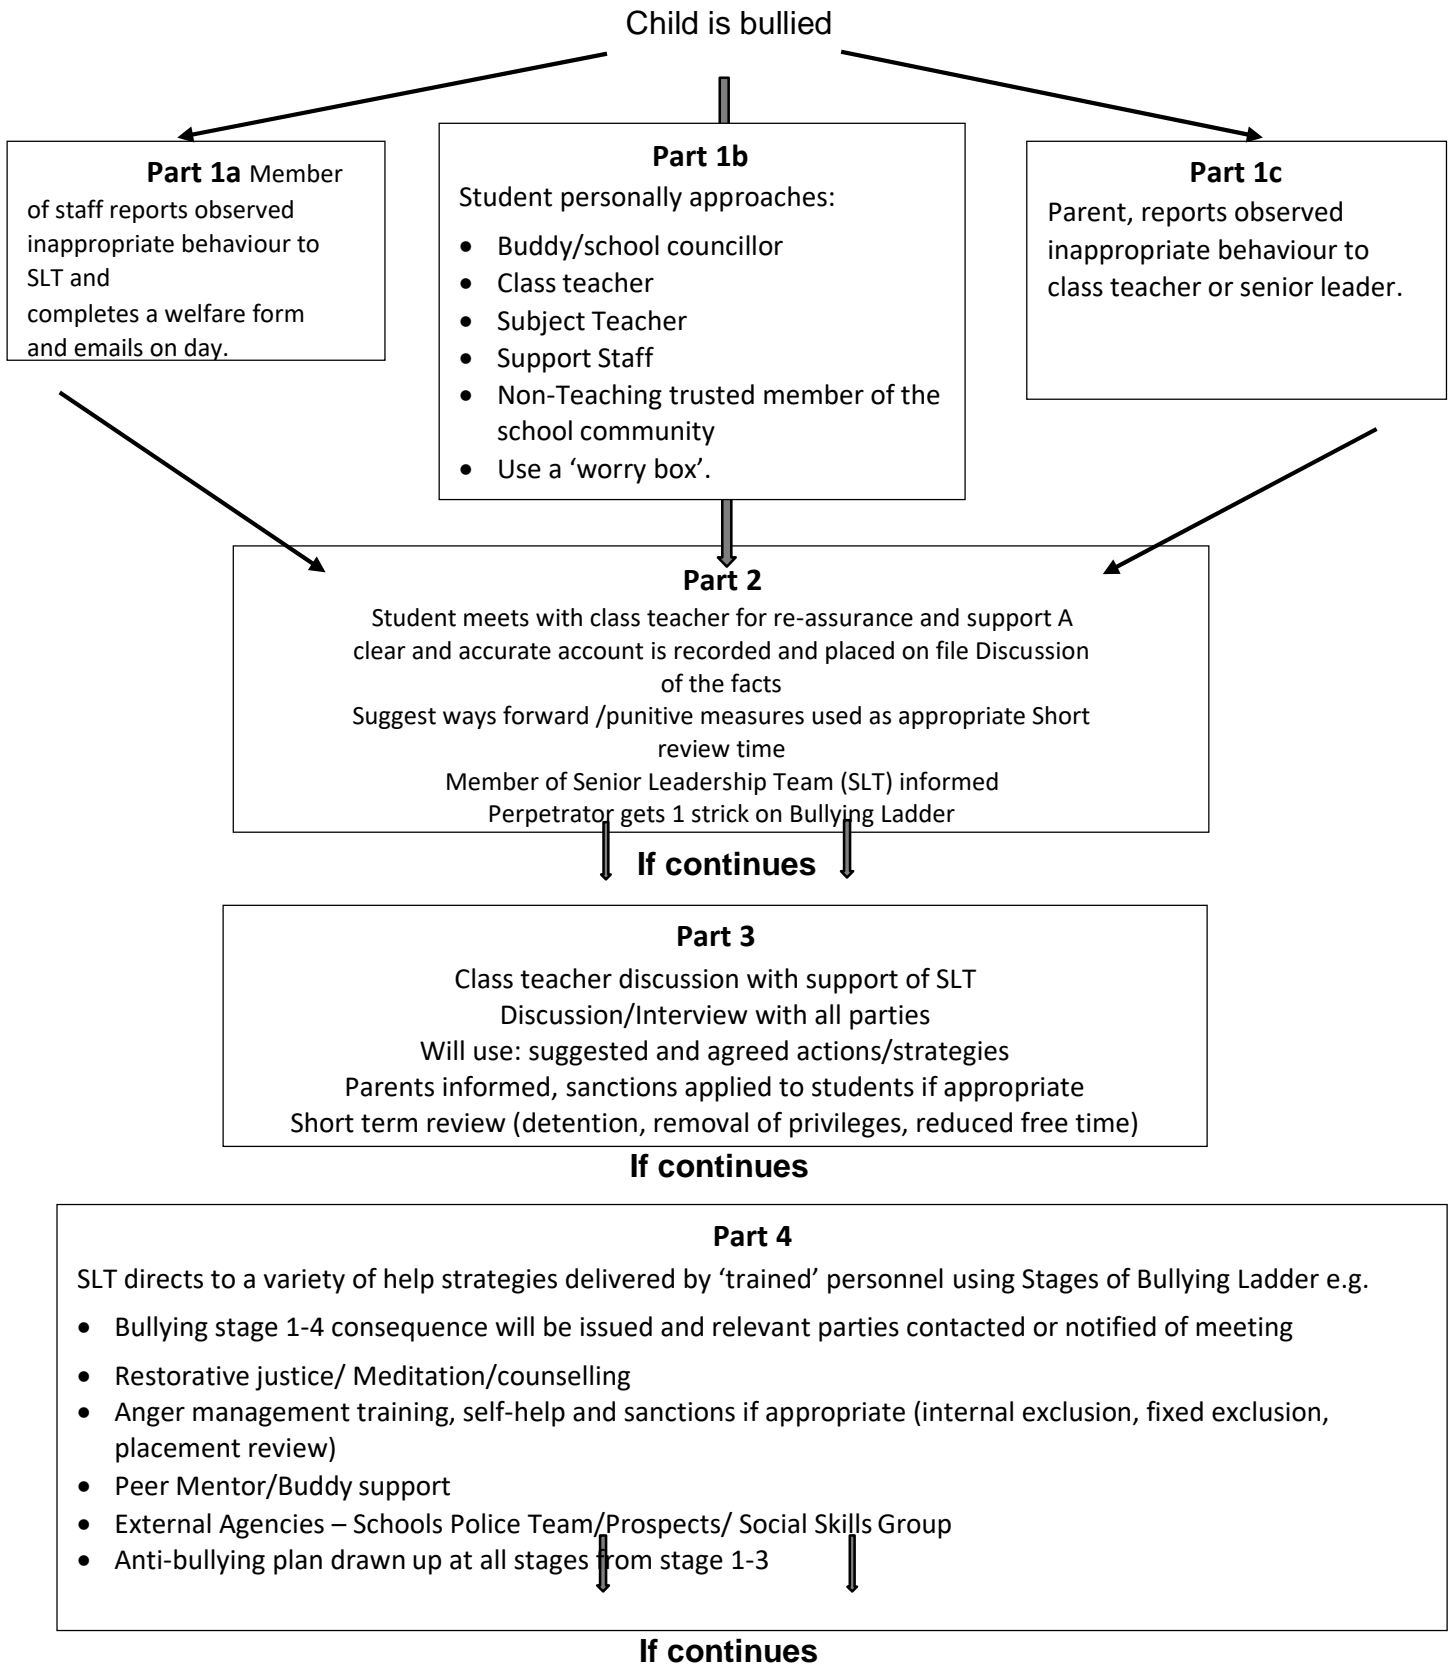 Child is bullied
Part 1a Member
of staff reports observed
inappropriate behaviour to
SLT and
completes a welfare form
and emails on day.
Part 1b
Student personally approaches:
• Buddy/school councillor
• Class teacher
• Subject Teacher
• Support Staff
• Non-Teaching trusted member of the
school community
• Use a ‘worry box’.
Part 1c
Parent, reports observed
inappropriate behaviour to
class teacher or senior leader.
Part 2
Student meets with class teacher for re-assurance and support A
clear and accurate account is recorded and placed on file Discussion
of the facts
Suggest ways forward /punitive measures used as appropriate Short
review time
Member of Senior Leadership Team (SLT) informed
Perpetrator gets 1 strick on Bullying Ladder
If continues
Part 3
Class teacher discussion with support of SLT
Discussion/Interview with all parties
Will use: suggested and agreed actions/strategies
Parents informed, sanctions applied to students if appropriate
Short term review (detention, removal of privileges, reduced free time)
If continues
Part 4
SLT directs to a variety of help strategies delivered by ‘trained’ personnel using Stages of Bullying Ladder e.g.
• Bullying stage 1-4 consequence will be issued and relevant parties contacted or notified of meeting
• Restorative justice/ Meditation/counselling
• Anger management training, self-help and sanctions if appropriate (internal exclusion, fixed exclusion,
placement review)
• Peer Mentor/Buddy support
• External Agencies – Schools Police Team/Prospects/ Social Skills Group
• Anti-bullying plan drawn up at all stages from stage 1-3
If continues